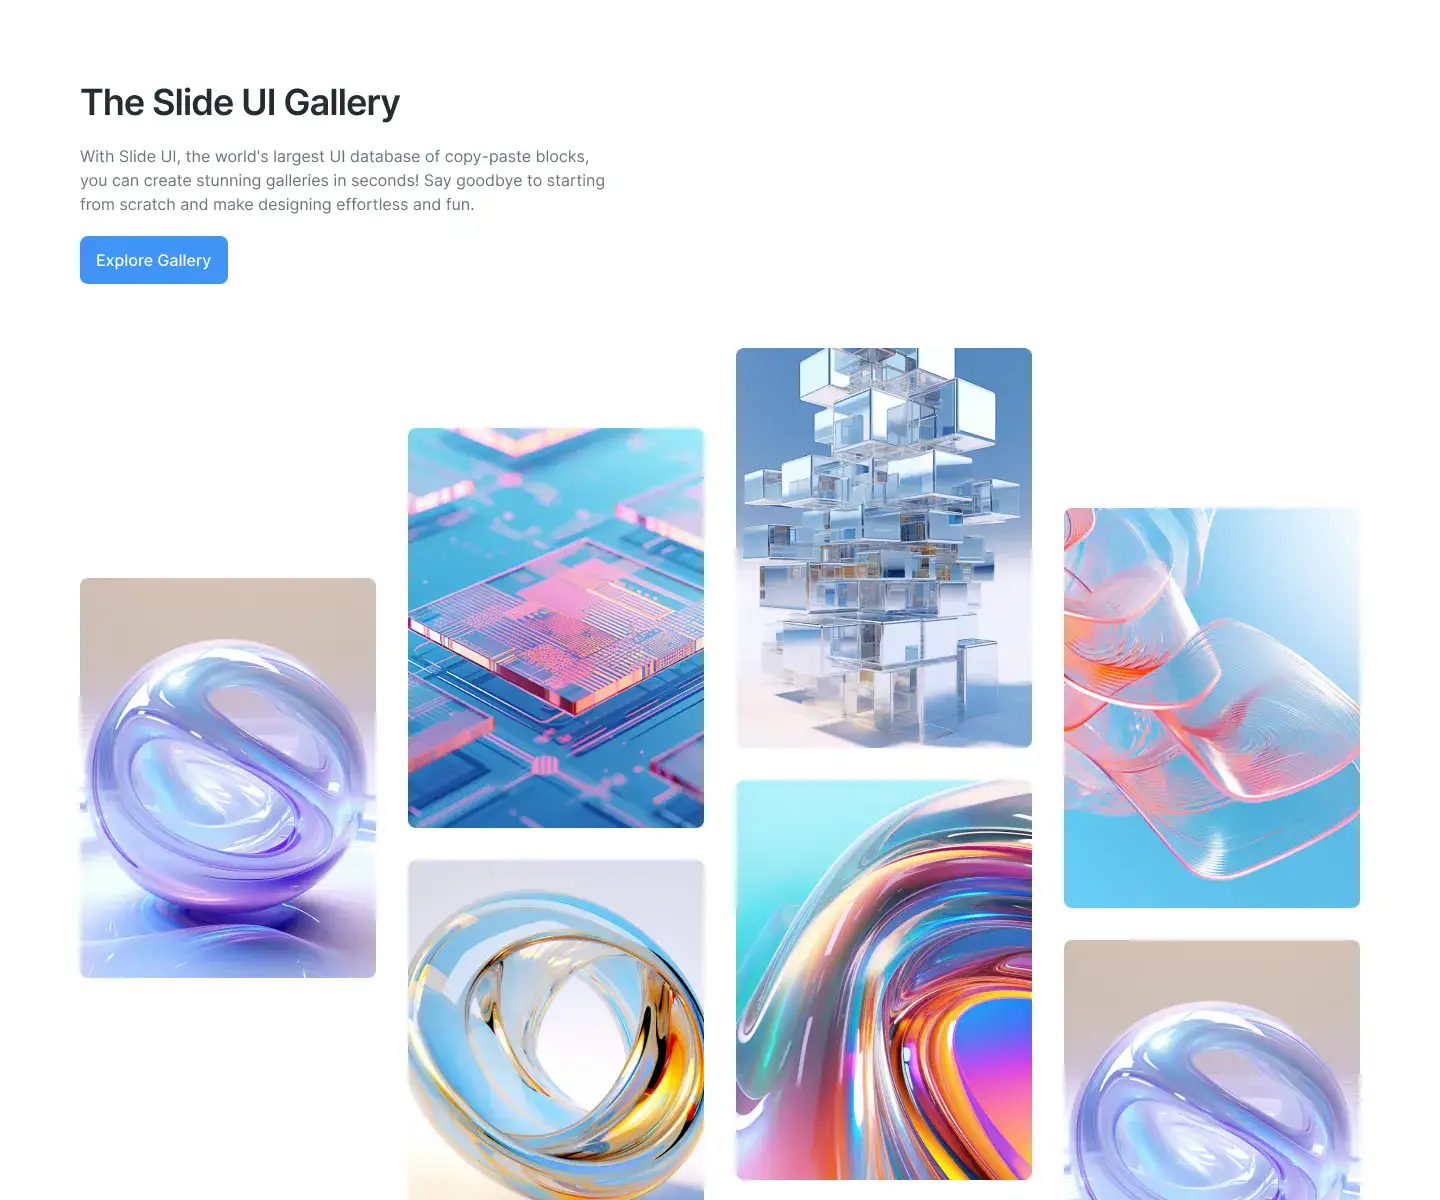 The Slide UI Gallery
With Slide UI, the world's largest UI database of copy-paste blocks,
you can create stunning galleries in seconds! Say goodbye to starting
from scratch and make designing effortless and fun.
Explore Gallery